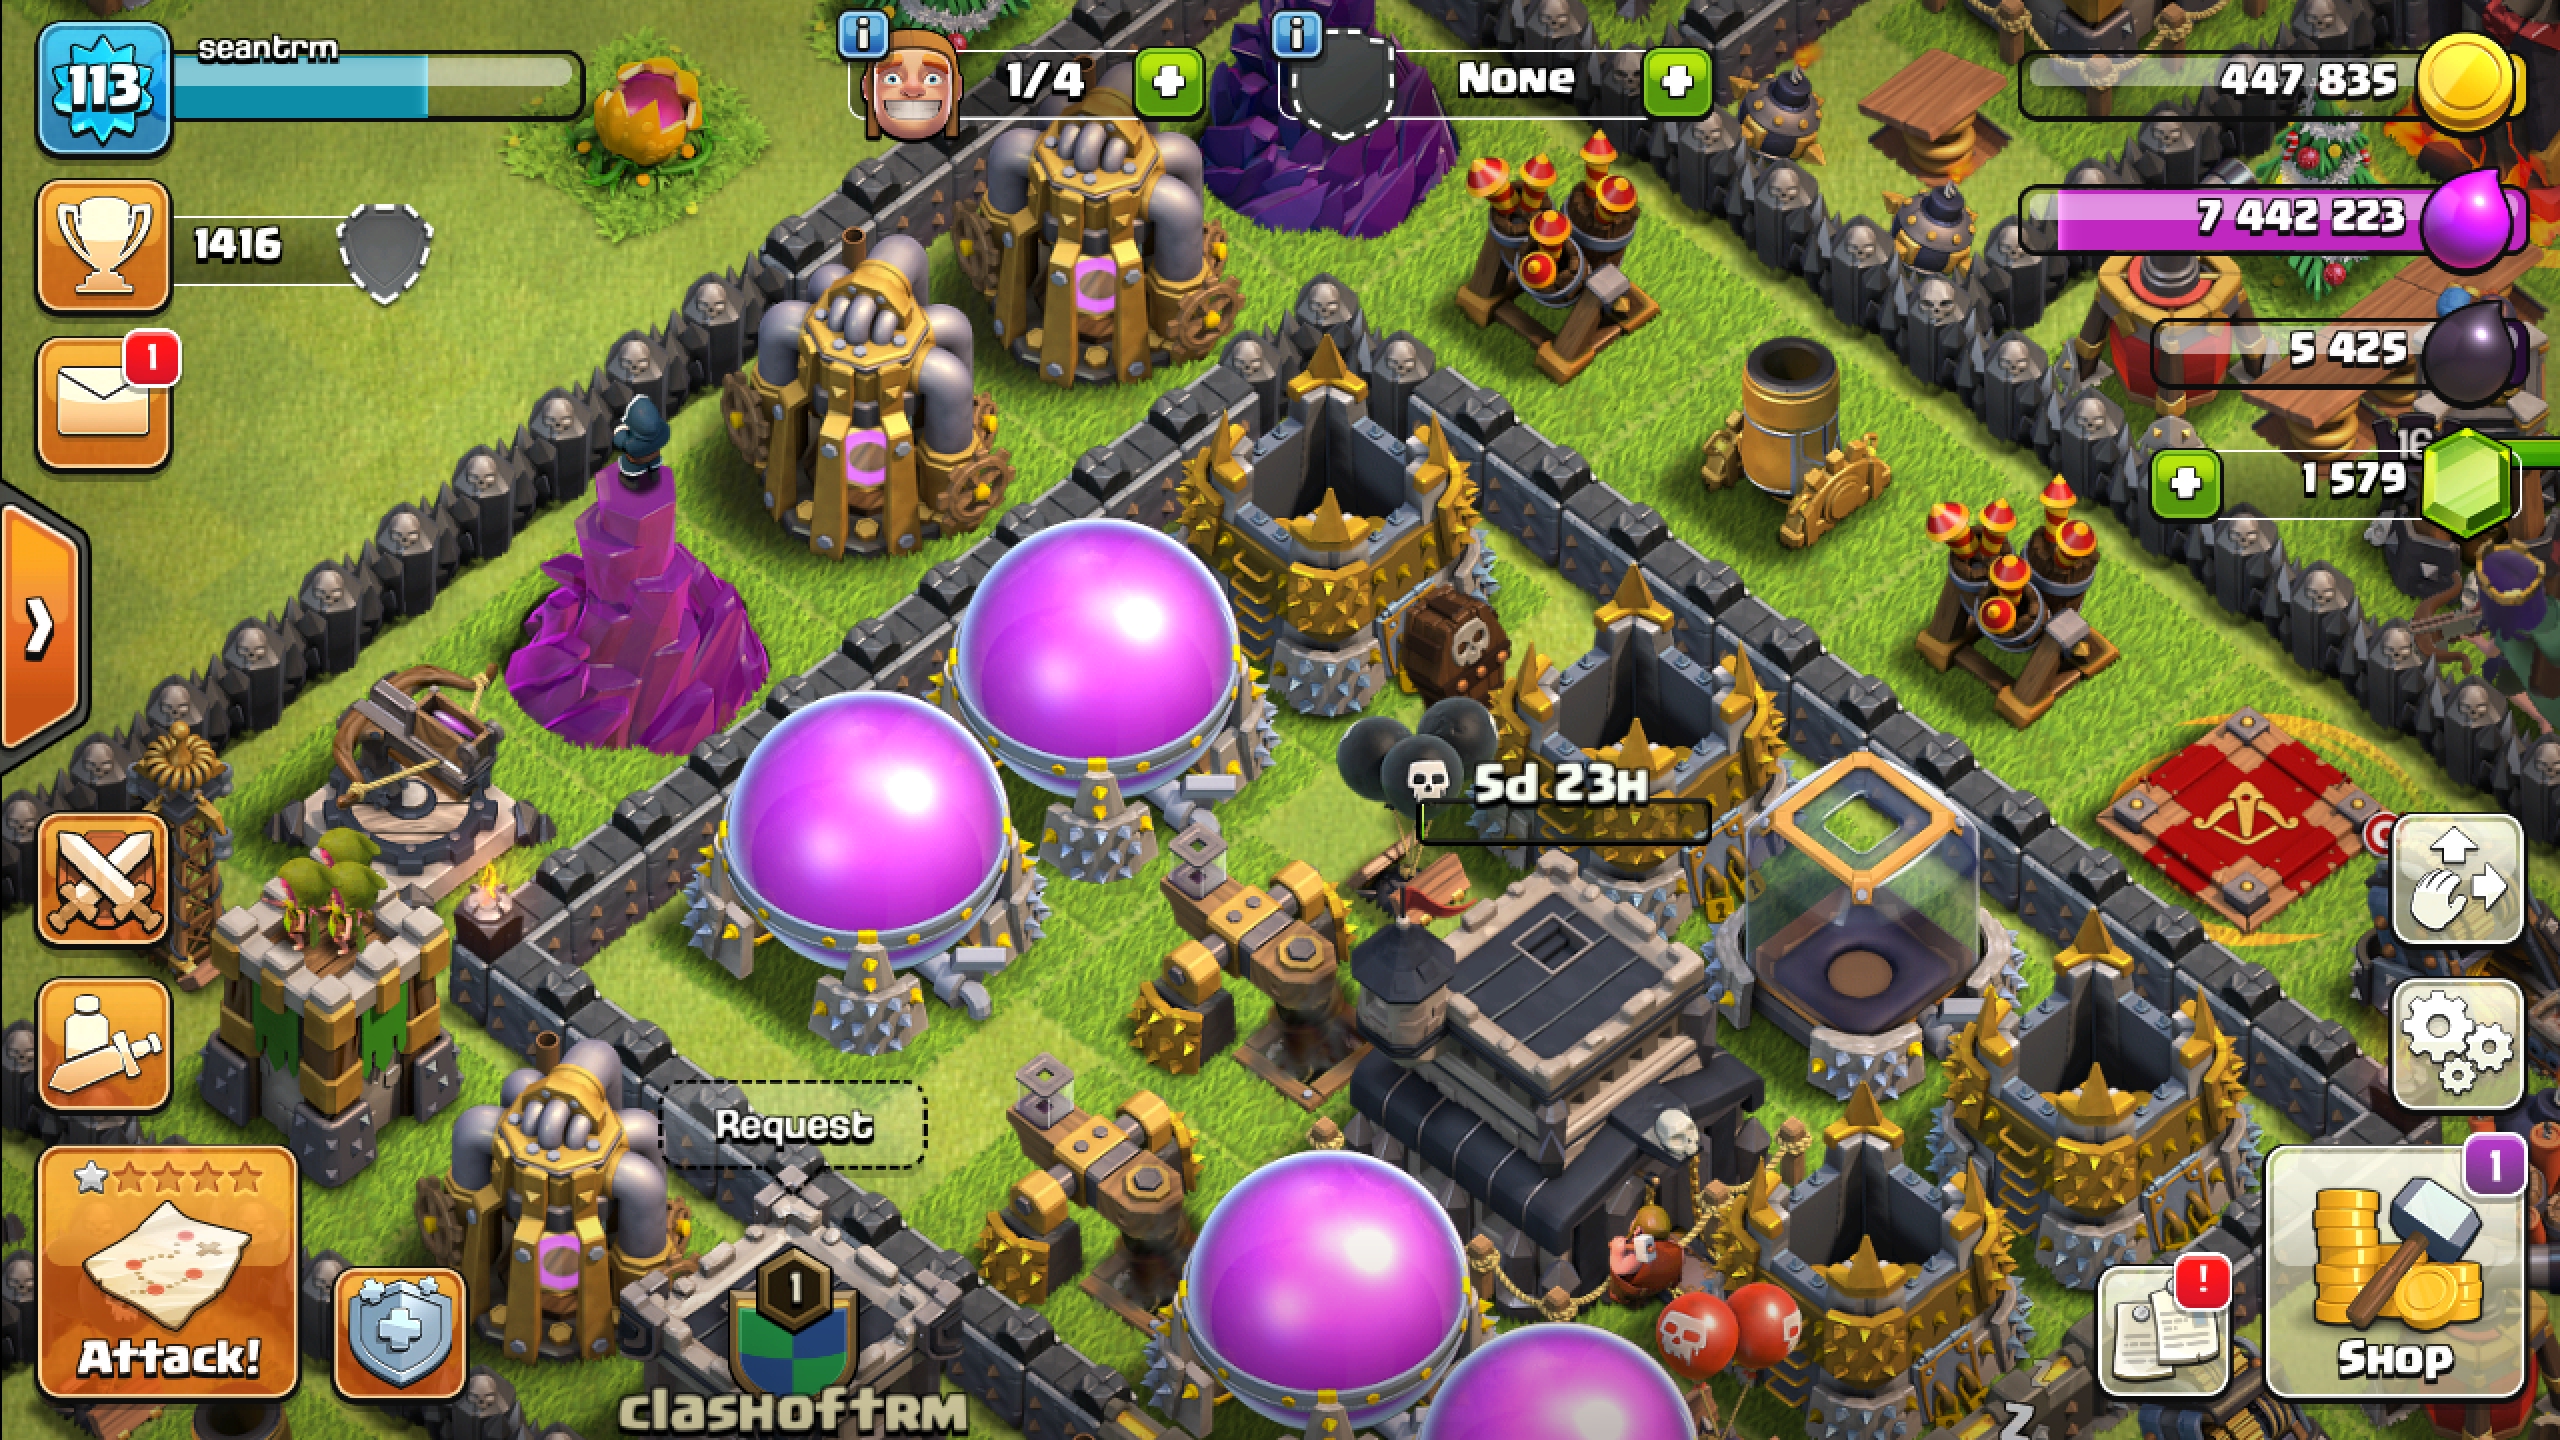 113
seantrm
1/4
None
447 835
1416
7 442 223
1
5 425
16
1 579
5d 23h
Request
1
1
!
Attack!
Shop
clashoftrm
z
Z